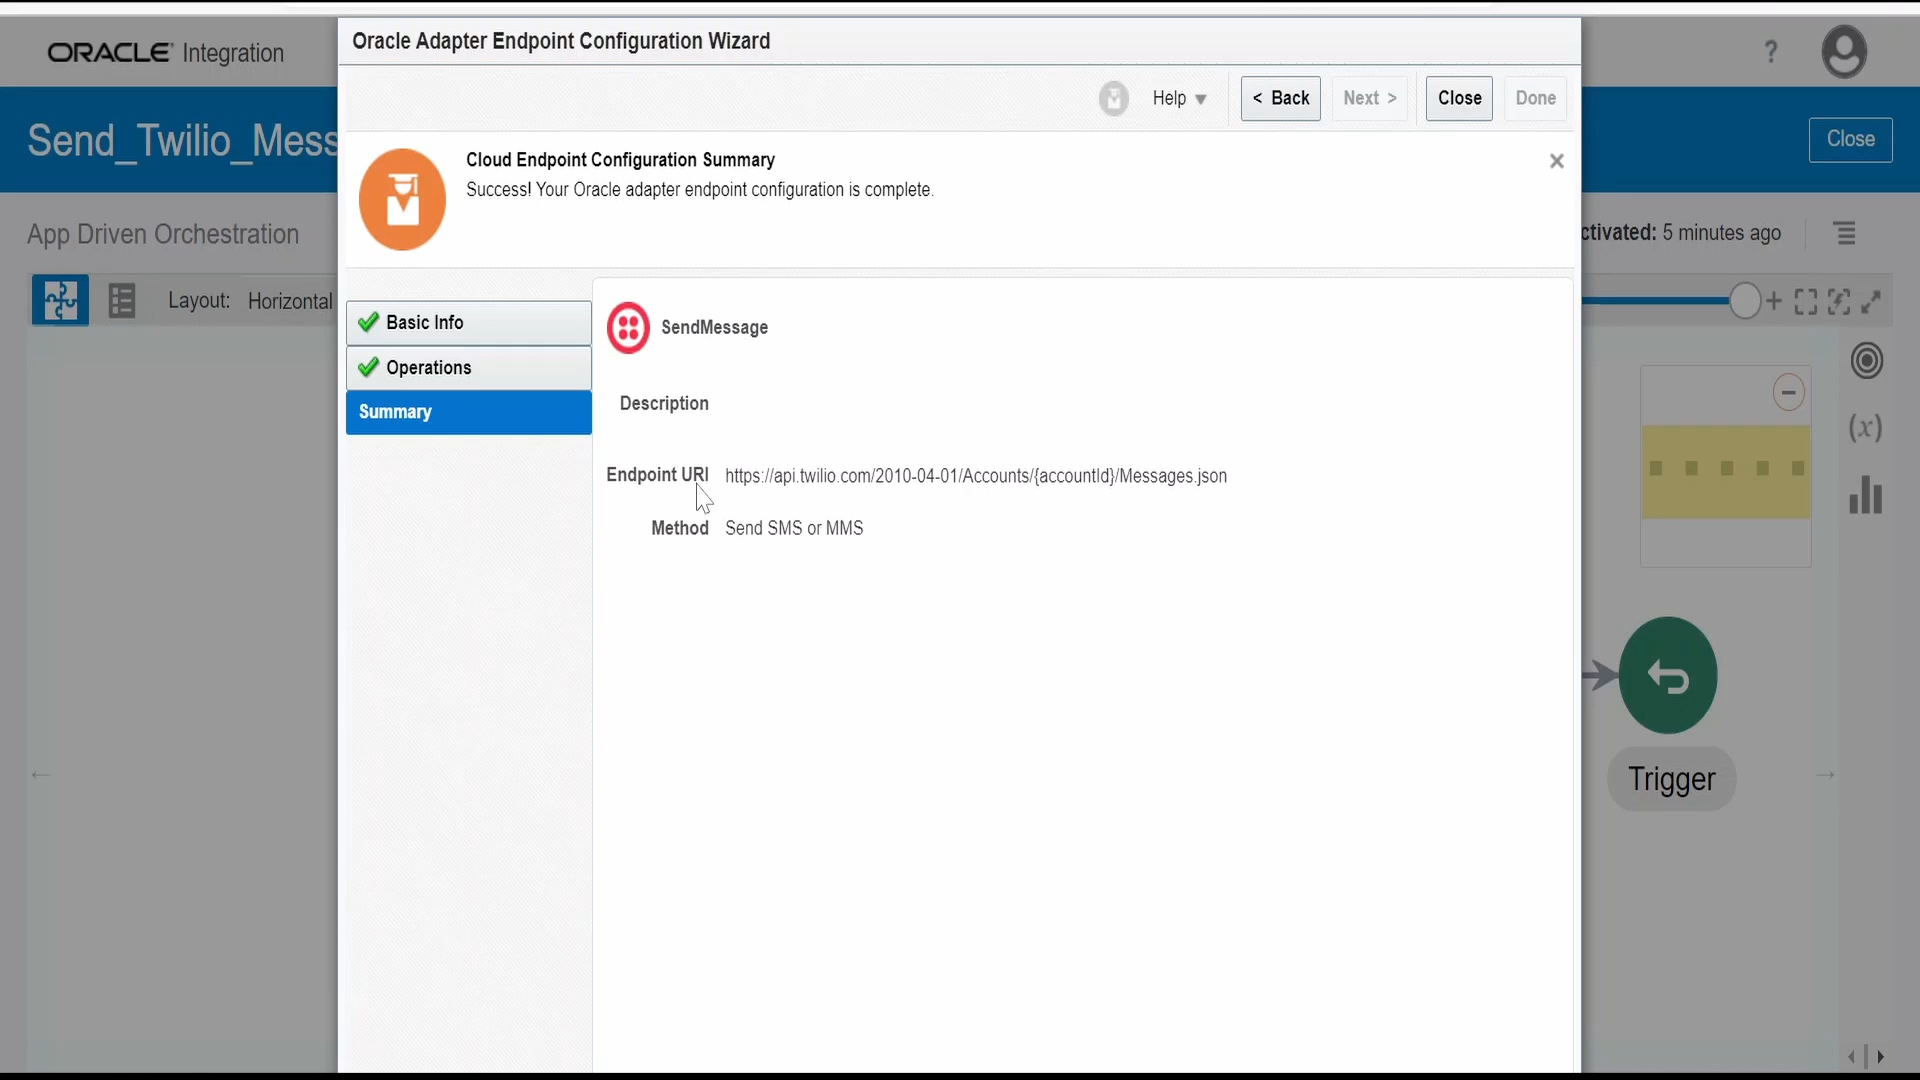 Oracle Adapter Endpoint Configuration Wizard
ORACLE Integration
?
Help
< Back
Next >
Close
Done
Send_Twilio_Mess
Close
Cloud Endpoint Configuration Summary
Success! Your Oracle adapter endpoint configuration is complete.
App Driven Orchestration
ctivated: 5 minutes ago
Layout: Horizontal
Basic Info
Operations
Summary
SendMessage
Description
Endpoint URI https://api.twilio.com/2010-04-01/Accounts/{accountId}/Messages.json
Method Send SMS or MMS
(x)
Trigger